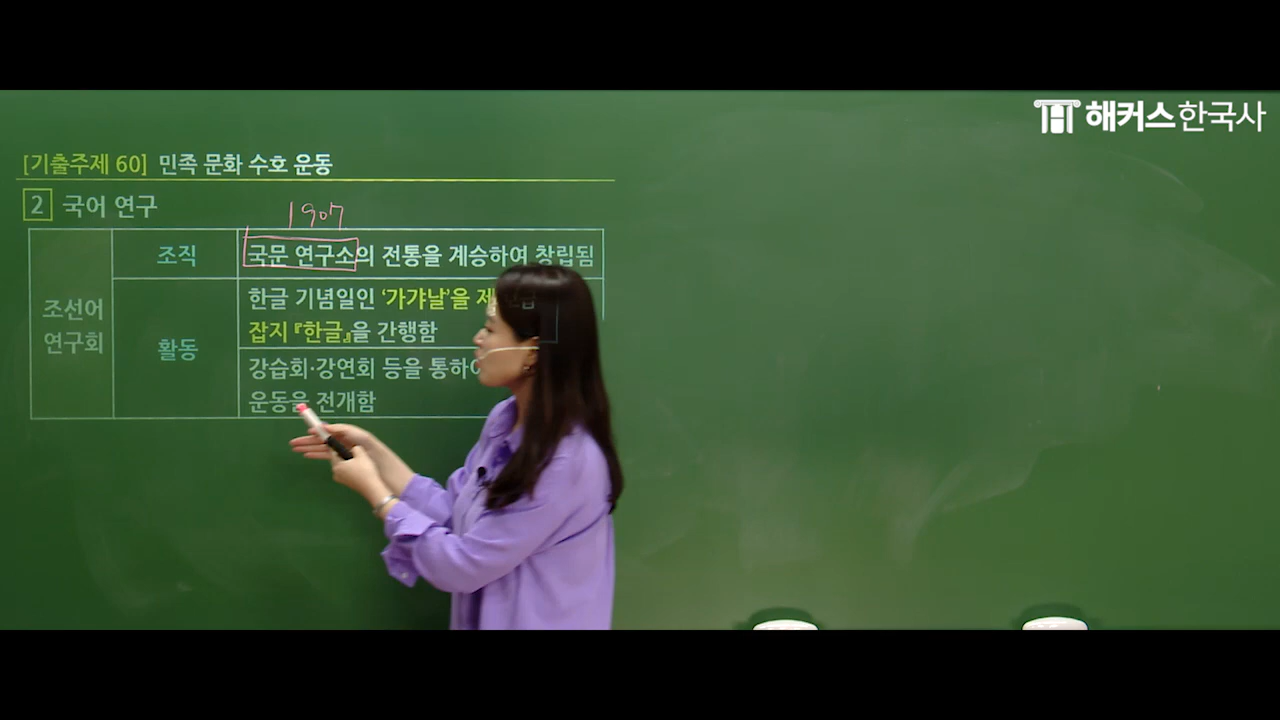 해커스한국사
[기출주제 60] 민족 문화 수호 운동
2 국어 연구
1907
조선어
연구회
조직
국문 연구소의 전통을 계승하여 창립됨
활동
한글 기념일인 ‘가갸날’을 제
잡지 『한글』을 간행함
강습회·강연회 등을 통하
운동을 전개함